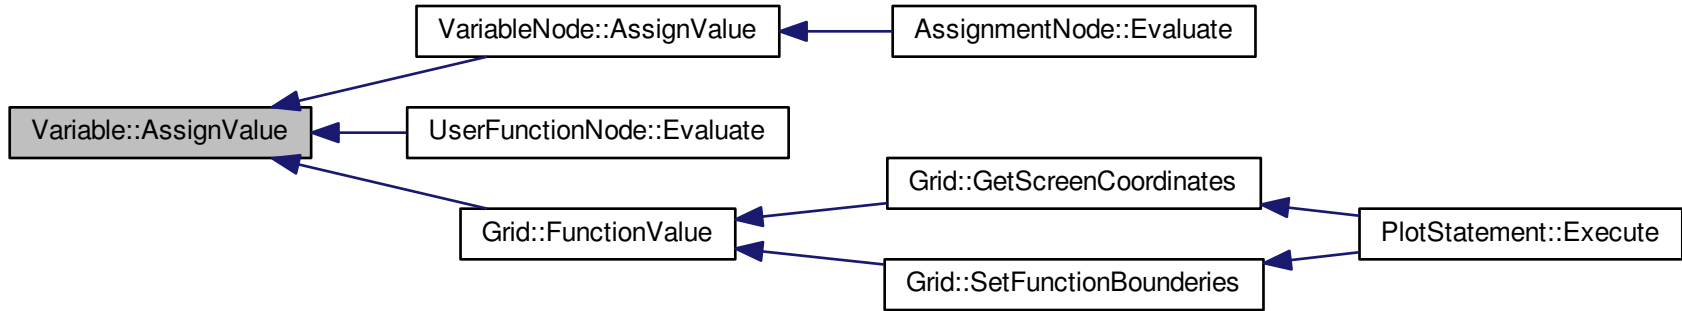 VariableNode::AssignValue
AssignmentNode::Evaluate
Variable::AssignValue
UserFunctionNode::Evaluate
Grid::GetScreenCoordinates
Grid::FunctionValue
PlotStatement::Execute
Grid::SetFunctionBounderies